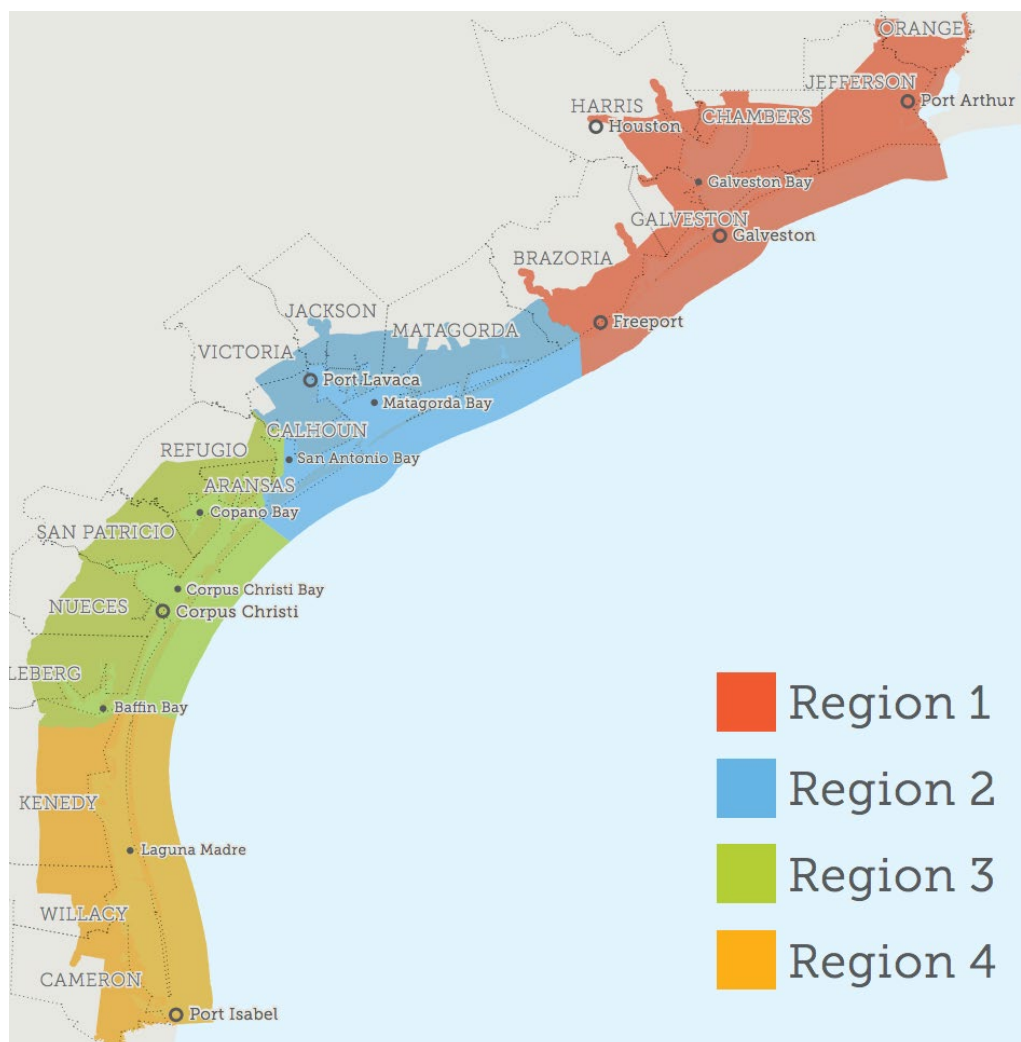 ORANGE
JEFFERSON
Port Arthur
HARRIS
CHAMBERS
Houston
Galveston Bay
GALVESTON
Galveston
BRAZORIA
JACKSON
Freeport
MATAGORDA
VICTORIA
Port Lavaca
Matagorda Bay
CALHOUN
REFUGIO
San Antonio Bay
ARANSAS
Copano Bay
SAN PATRICIO
Corpus Christi Bay
NUECES
Corpus Christi
LEBERG
Baffin Bay
KENEDY
Laguna Madre
WILLACY
CAMERON
Port Isabel
Region 1
Region 2
Region 3
Region 4